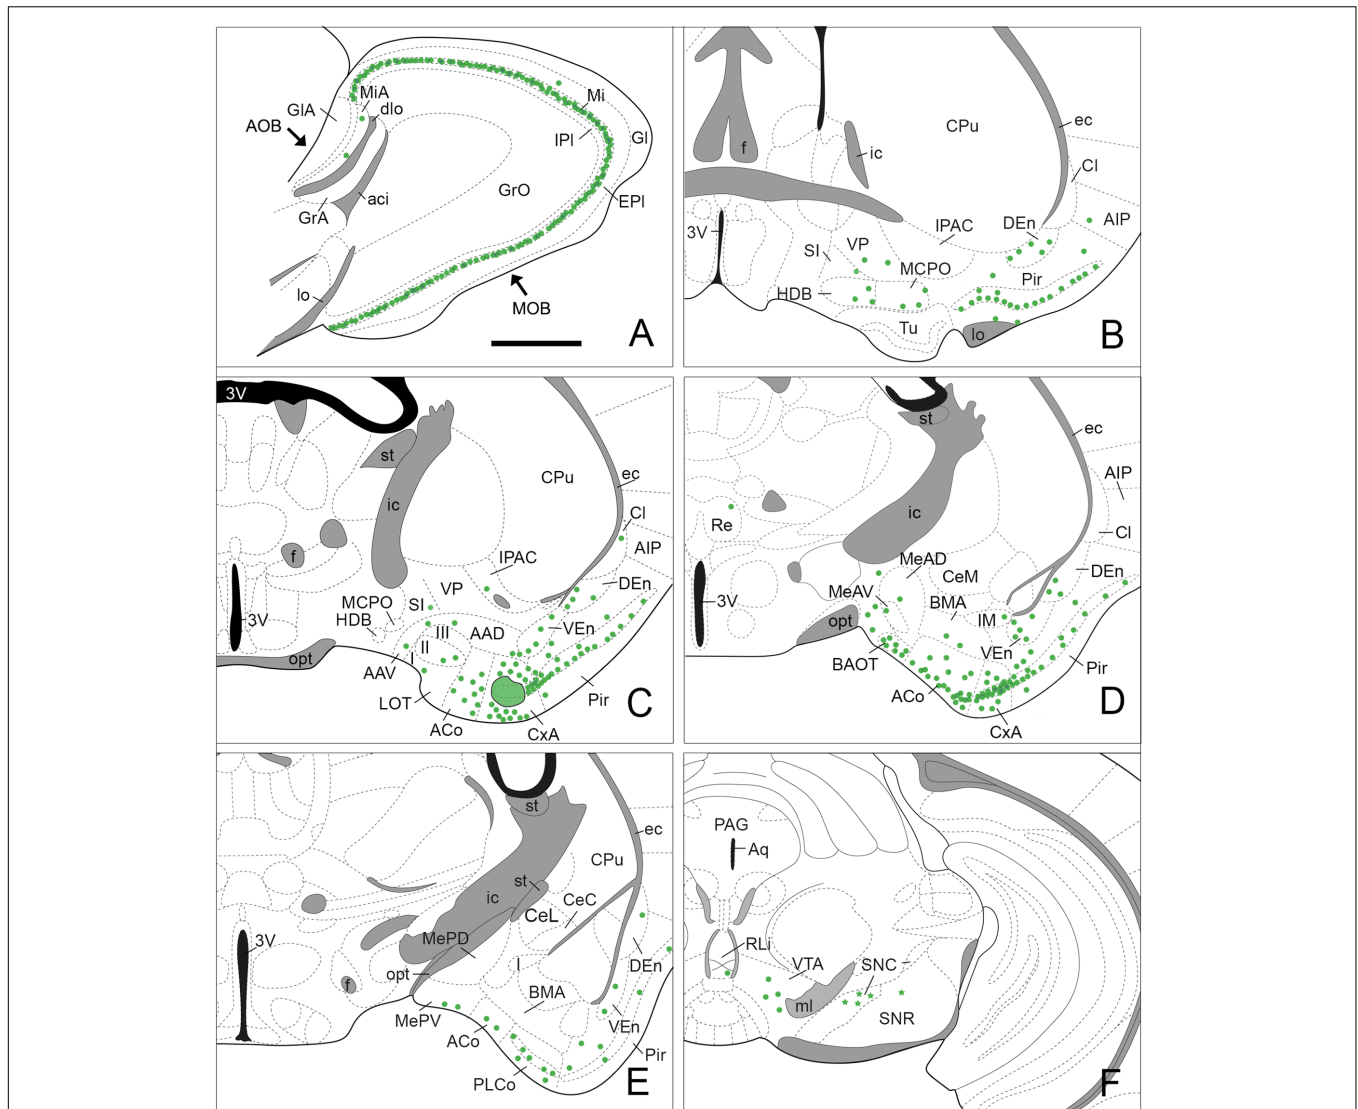 MiA
GlA
dlo
AOB
Mi
IPl
Gl
GrO
aci
EPl
GrA
lo
MOB
A
CPu
ec
f
ic
Cl
AIP
DEn
IPAC
3V
SI
VP
MCPO
Pir
HDB
Tu
lo
B
3V
st
CPu
ec
ic
Cl
f
IPAC
AIP
VP
DEn
MCPO
SI
HDB
3V
III
AAD
VEn
II
opt
I
AAV
LOT
Pir
C
ACo
CxA
st
ec
AIP
ic
Re
Cl
MeAD
CeM
DEn
MeAV
BMA
3V
IM
opt
VEn
BAOT
Pir
ACo
D
CxA
st
ec
CPu
st
ic
CeC
CeL
3V
MePD
I
DEn
opt
f
BMA
MePV
VEn
ACo
Pir
PLCo
E
PAG
Aq
RLi
VTA
SNC
ml
SNR
F